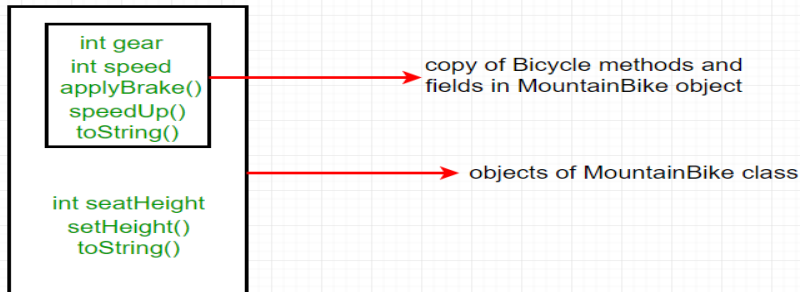 int gear
int speed
applyBrake()
speedUp()
toString()
copy of Bicycle methods and
fields in MountainBike object
objects of MountainBike class
int seatHeight
setHeight()
toString()